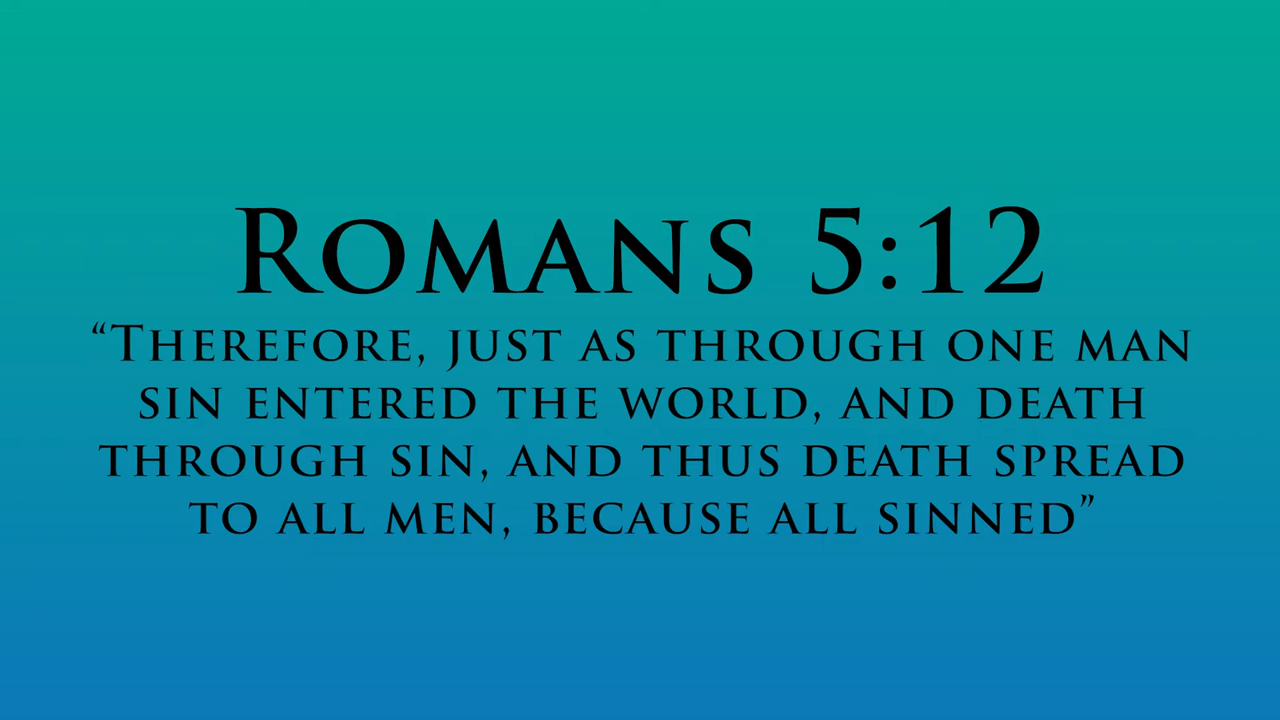 Romans 5:12
“Therefore, just as through one man
sin entered the world, and death
through sin, and thus death spread
to all men, because all sinned”